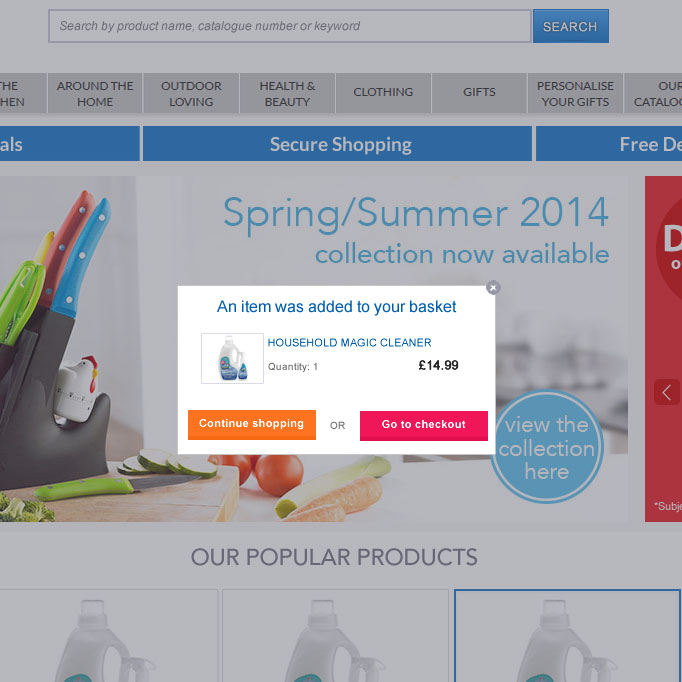 Search by product name, catalogue number or keyword
SEARCH
THE
AROUND THE
HOME
OUTDOOR
LOVING
HEALTH &
BEAUTY
CLOTHING
GIFTS
PERSONALISE
YOUR GIFTS
OUR
als
Secure Shopping
Free De
Spring/Summer 2014
collection now available
An item was added to your basket
HOUSEHOLD MAGIC CLEANER
Quantity: 1
£14.99
Continue shopping
OR
Go to checkout
view the
collection
here
D
o
*Subje
OUR POPULAR PRODUCTS